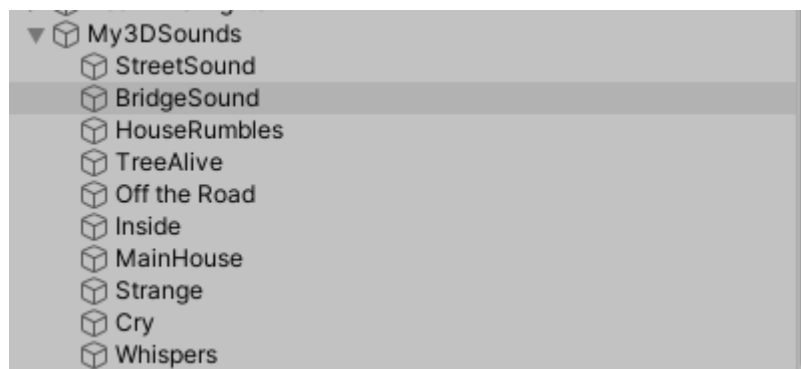 My3DSounds
StreetSound
BridgeSound
HouseRumbles
TreeAlive
Off the Road
Inside
MainHouse
Strange
Cry
Whispers